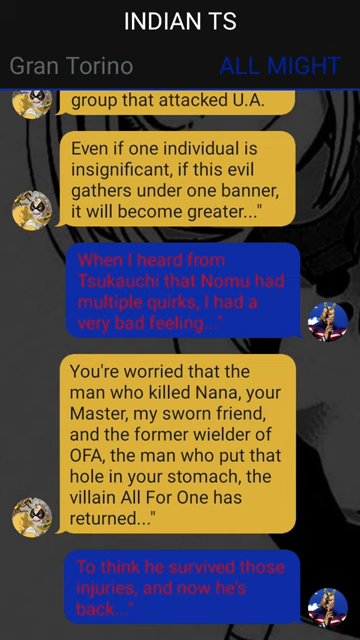 INDIAN TS
Gran Torino
ALL MIGHT
group that attacked U.A.
Even if one individual is
insignificant, if this evil
gathers under one banner,
it will become greater..."
When I heard from
Tsukauchi that Nomu had
multiple quirks, I had a
very bad feeling..."
You're worried that the
man who killed Nana, your
Master, my sworn friend,
and the former wielder of
OFA, the man who put that
hole in your stomach, the
villain All For One has
returned..."
To think he survived those
injuries, and now he's
back..."